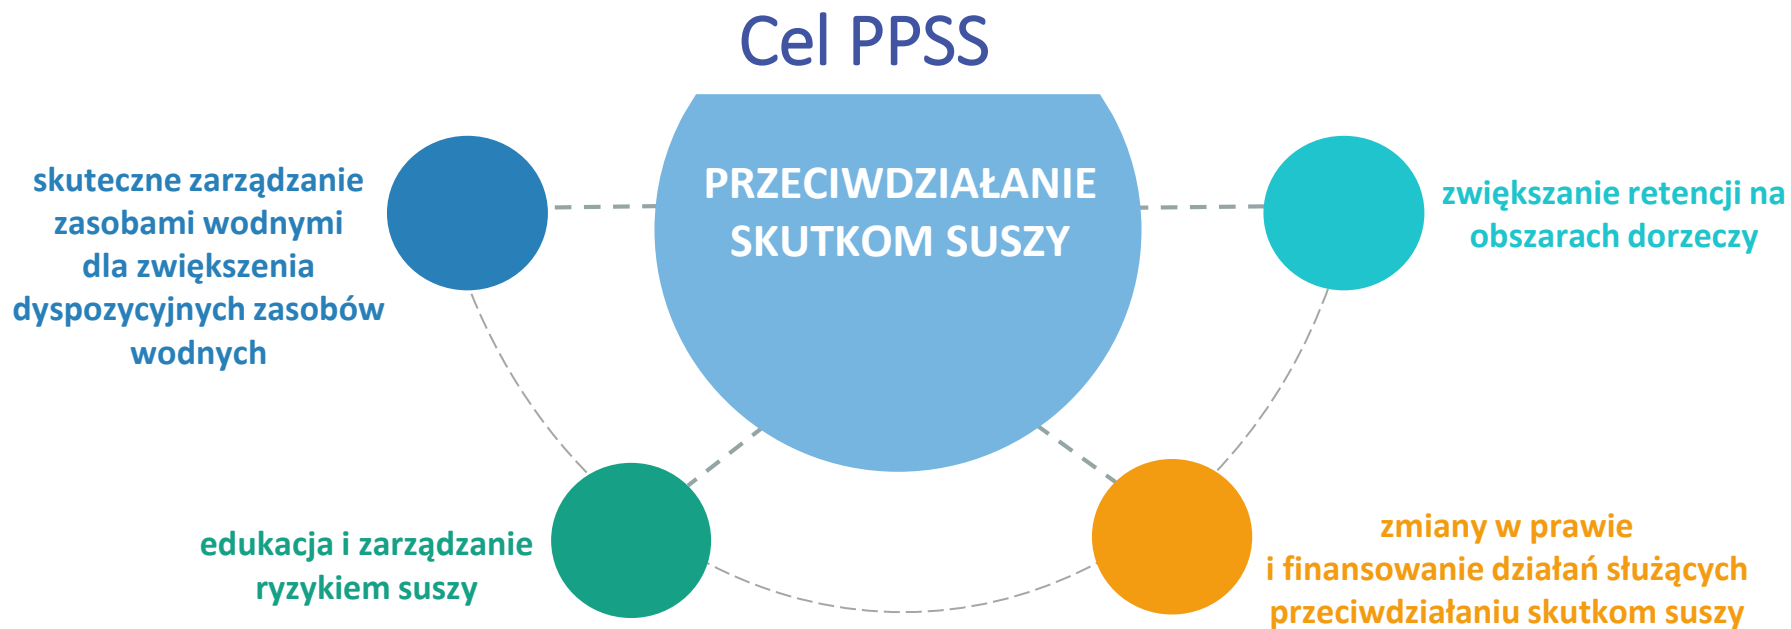 Cel PPSS
PRZECIWDZIAŁANIE
SKUTKOM SUSZY
skuteczne zarządzanie
zasobami wodnymi
dla zwiększenia
dyspozycyjnych zasobów
wodnych
zwiększanie retencji na
obszarach dorzeczy
edukacja i zarządzanie
ryzykiem suszy
zmiany w prawie
i finansowanie działań służących
przeciwdziałaniu skutkom suszy